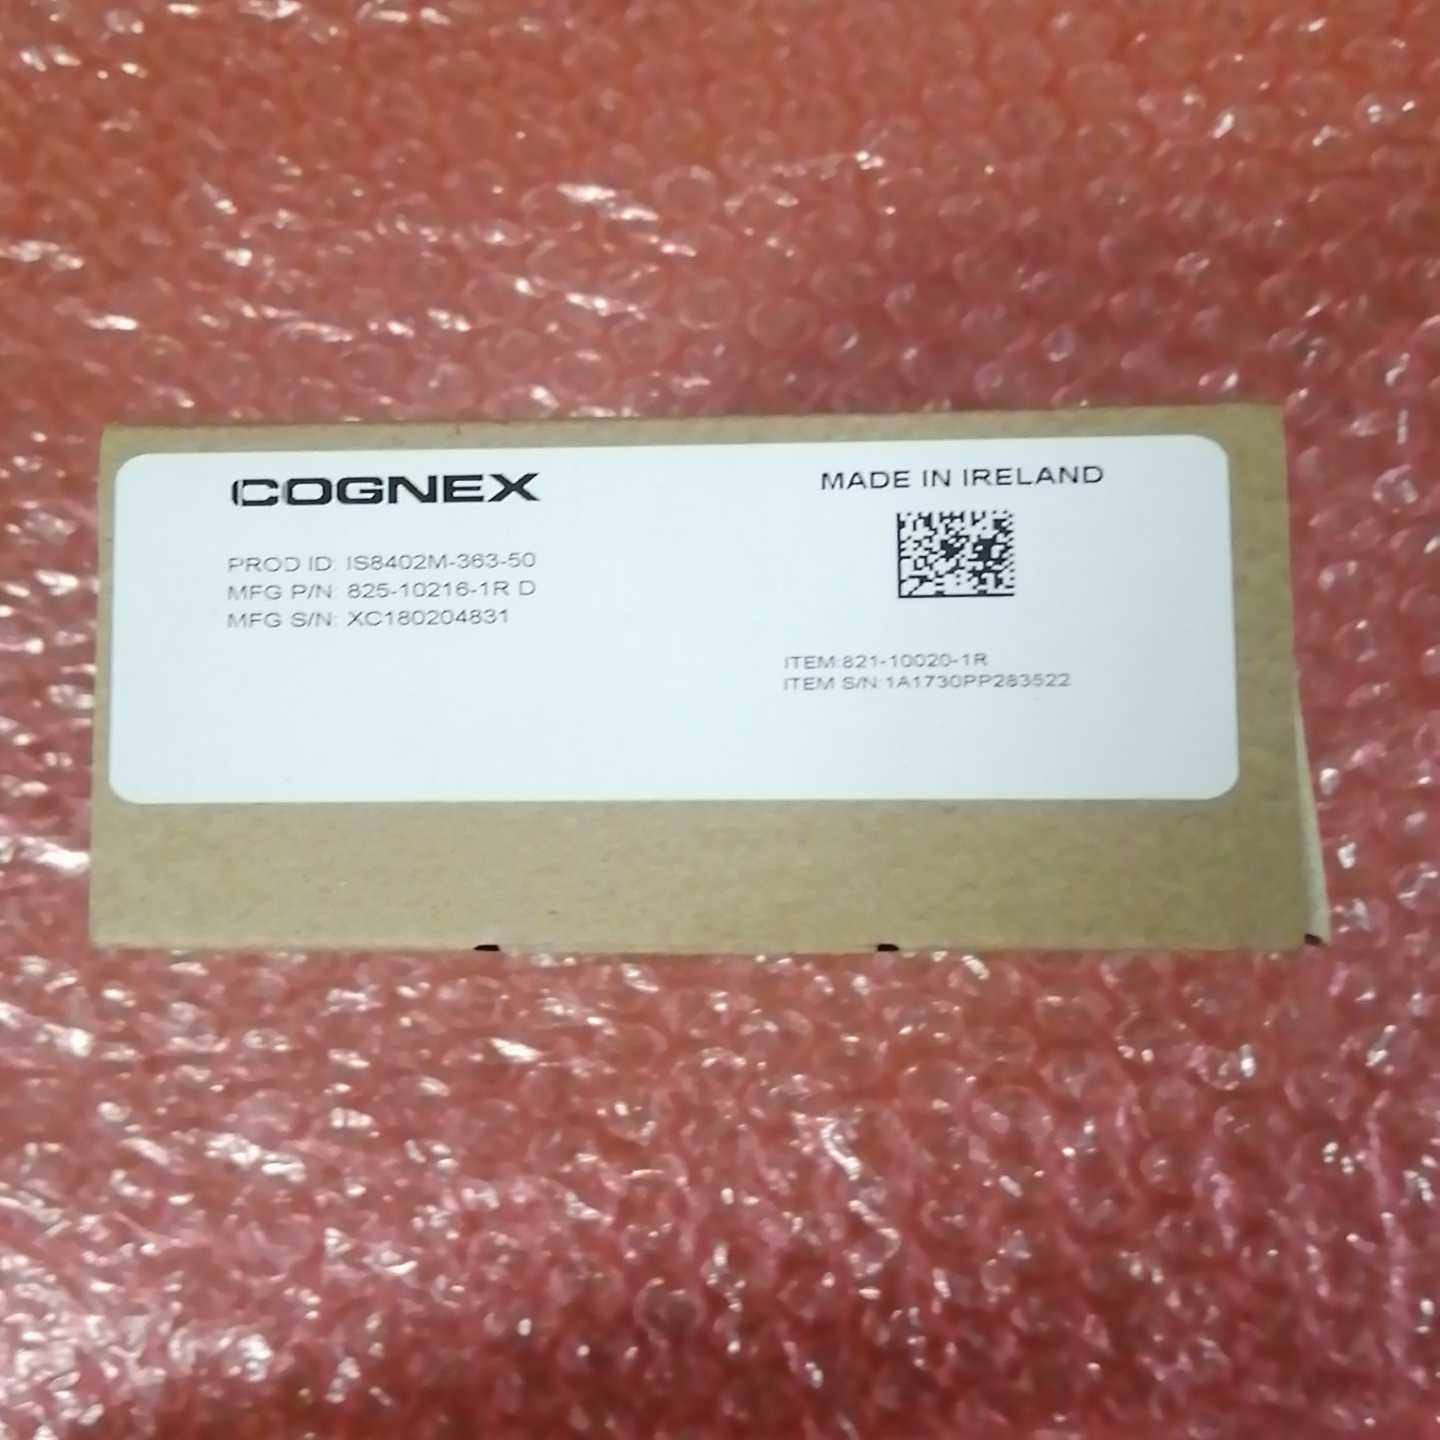 COGNEX
PROD ID: IS8402M-363-50
MFG P/N: 825-10216-1R D
MFG S/N: XC180204831
MADE IN IRELAND
ITEM:821-10020-1R
ITEM S/N:1A1730PP283522